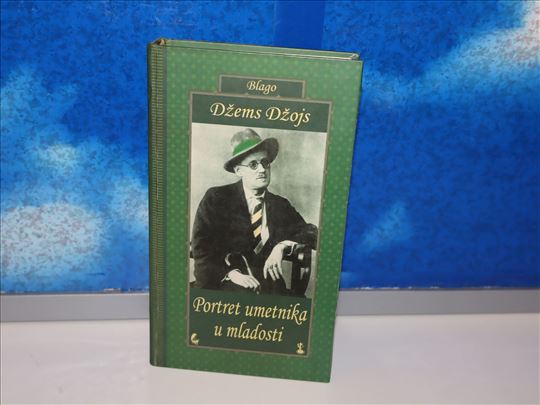 Blago
Džems Džojs
Portret umetnika
u mladosti